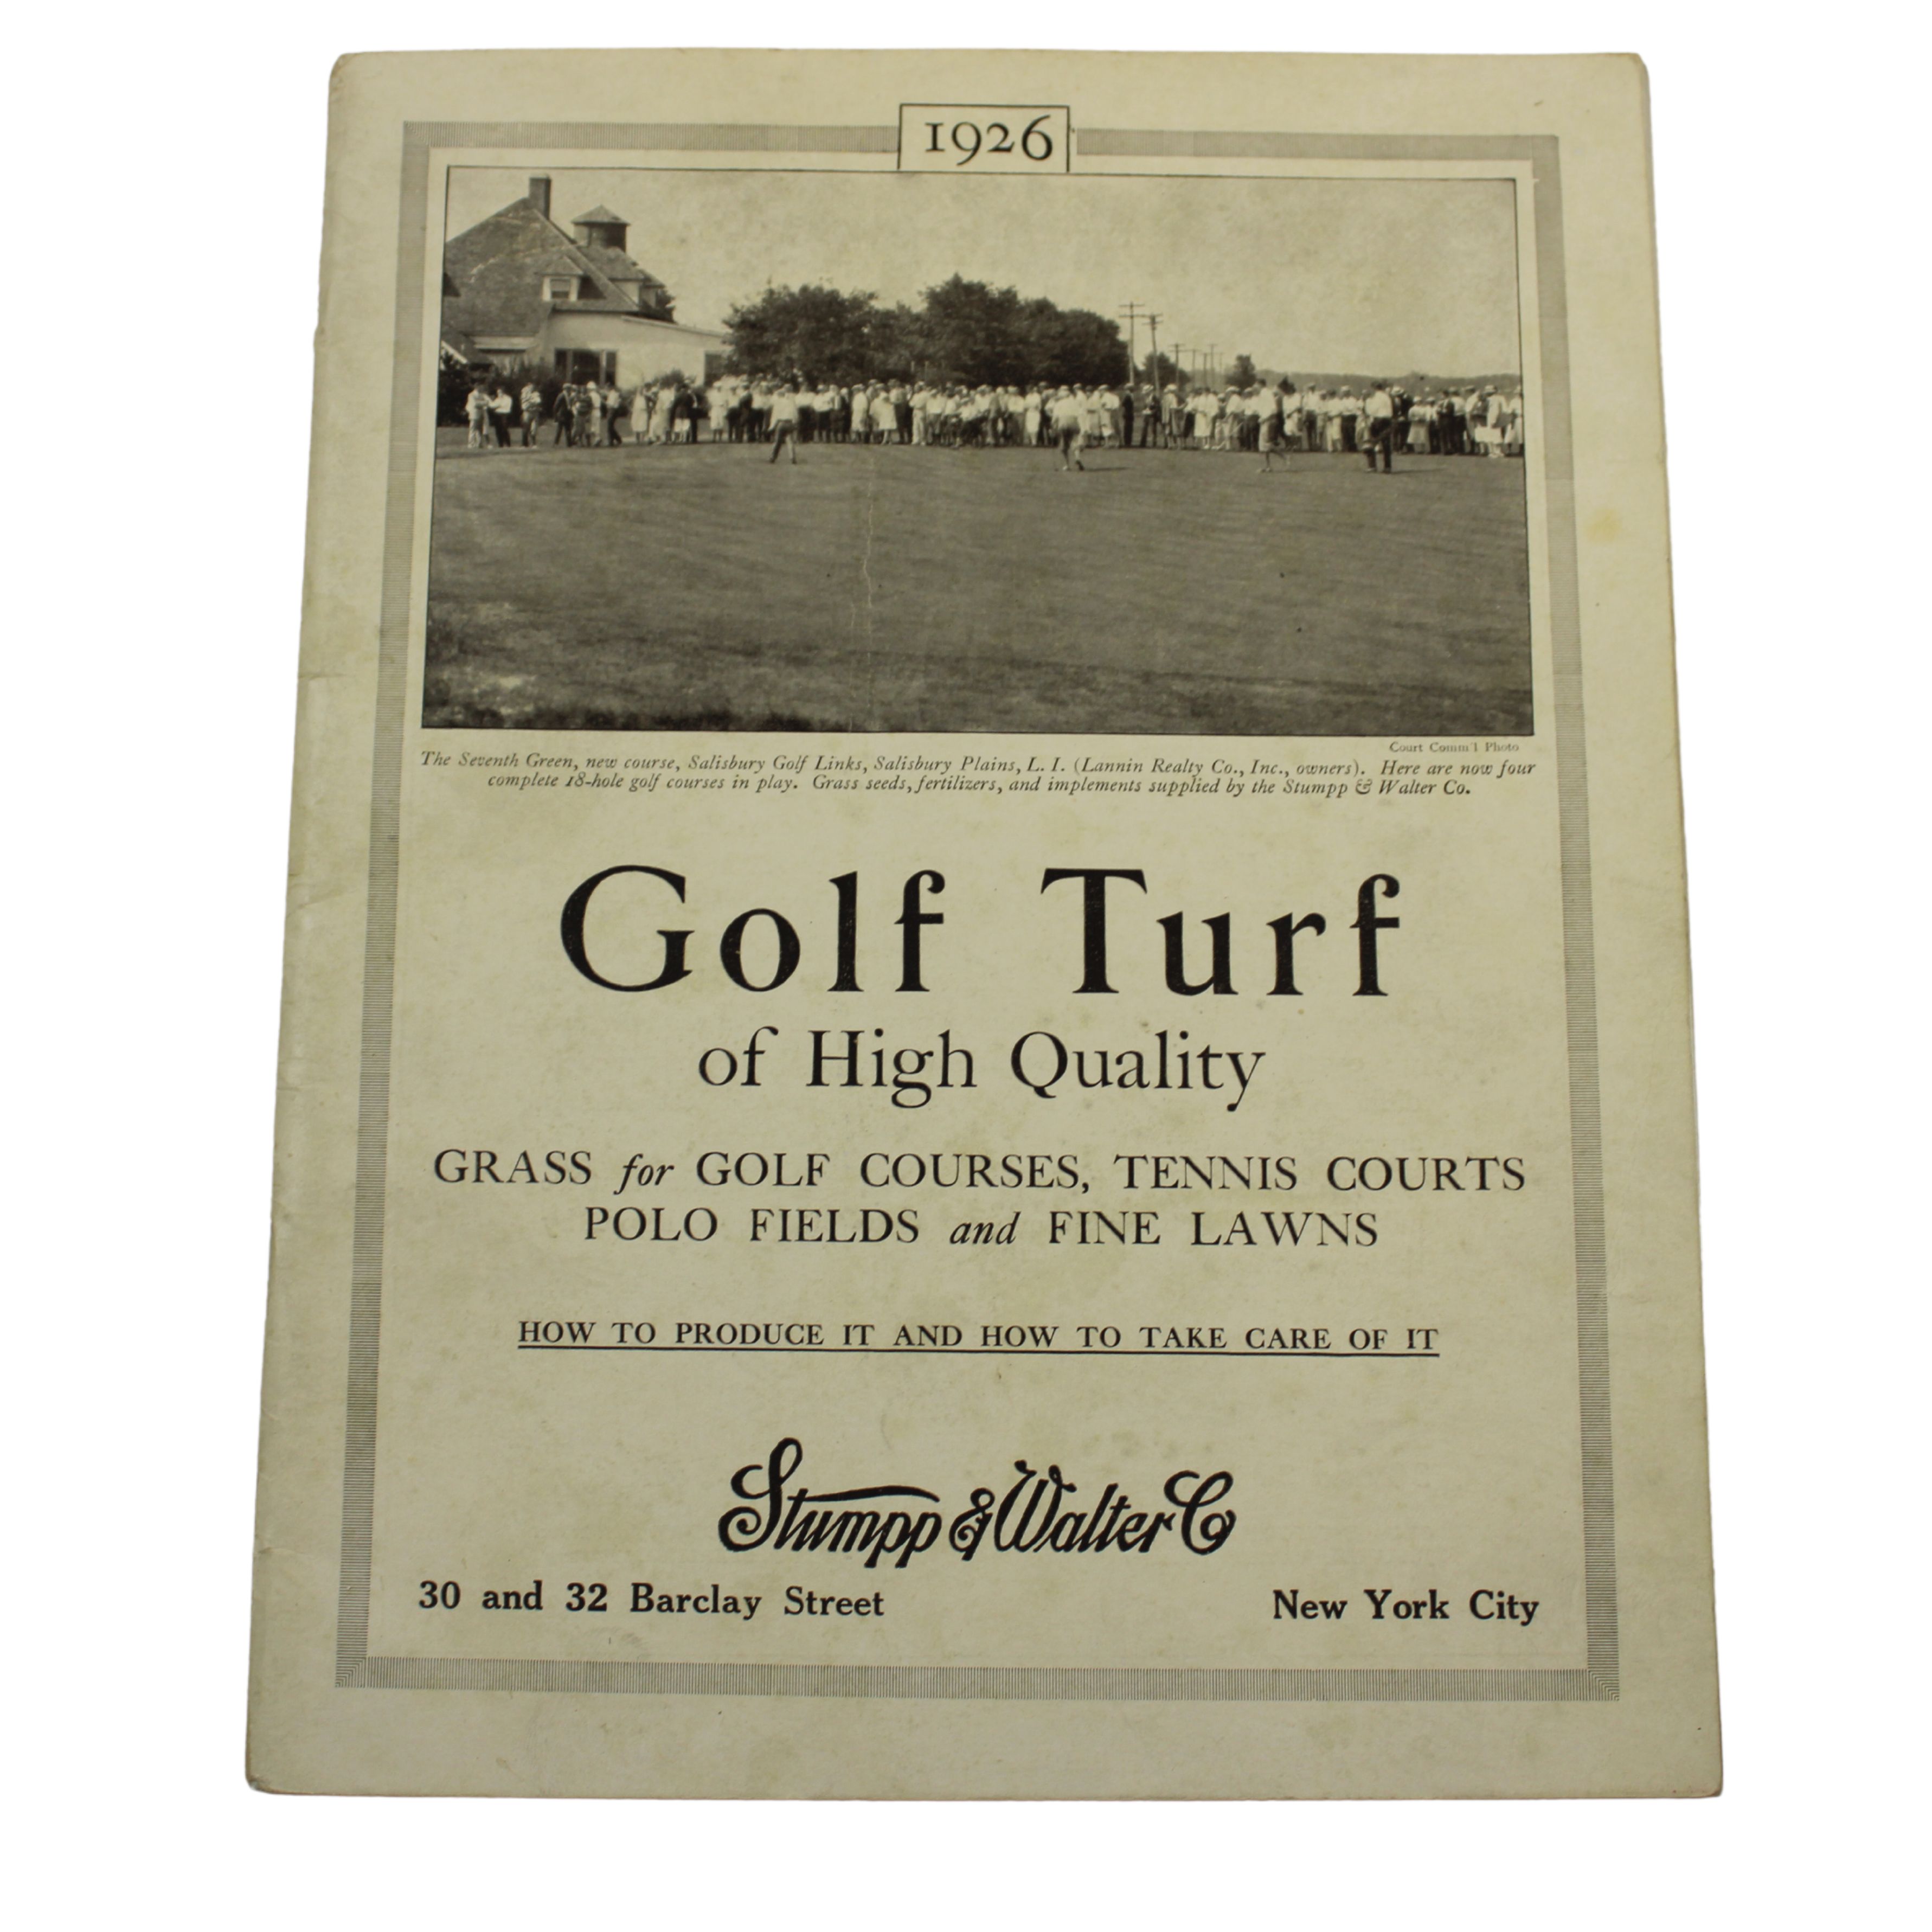 1926
Court Comm'l Photo
The Seventh Green, new course, Salisbury Golf Links, Salisbury Plains, L. I. (Lannin Realty Co., Inc., owners). Here are now four
complete 18-hole golf courses in play. Grass seeds, fertilizers, and implements supplied by the Stumpp & Walter Co.
Golf Turf
of High Quality
GRASS for GOLF COURSES, TENNIS COURTS
POLO FIELDS and FINE LAWNS
HOW TO PRODUCE IT AND HOW TO TAKE CARE OF IT
Stumpp & Walter Co
30 and 32 Barclay Street New York City